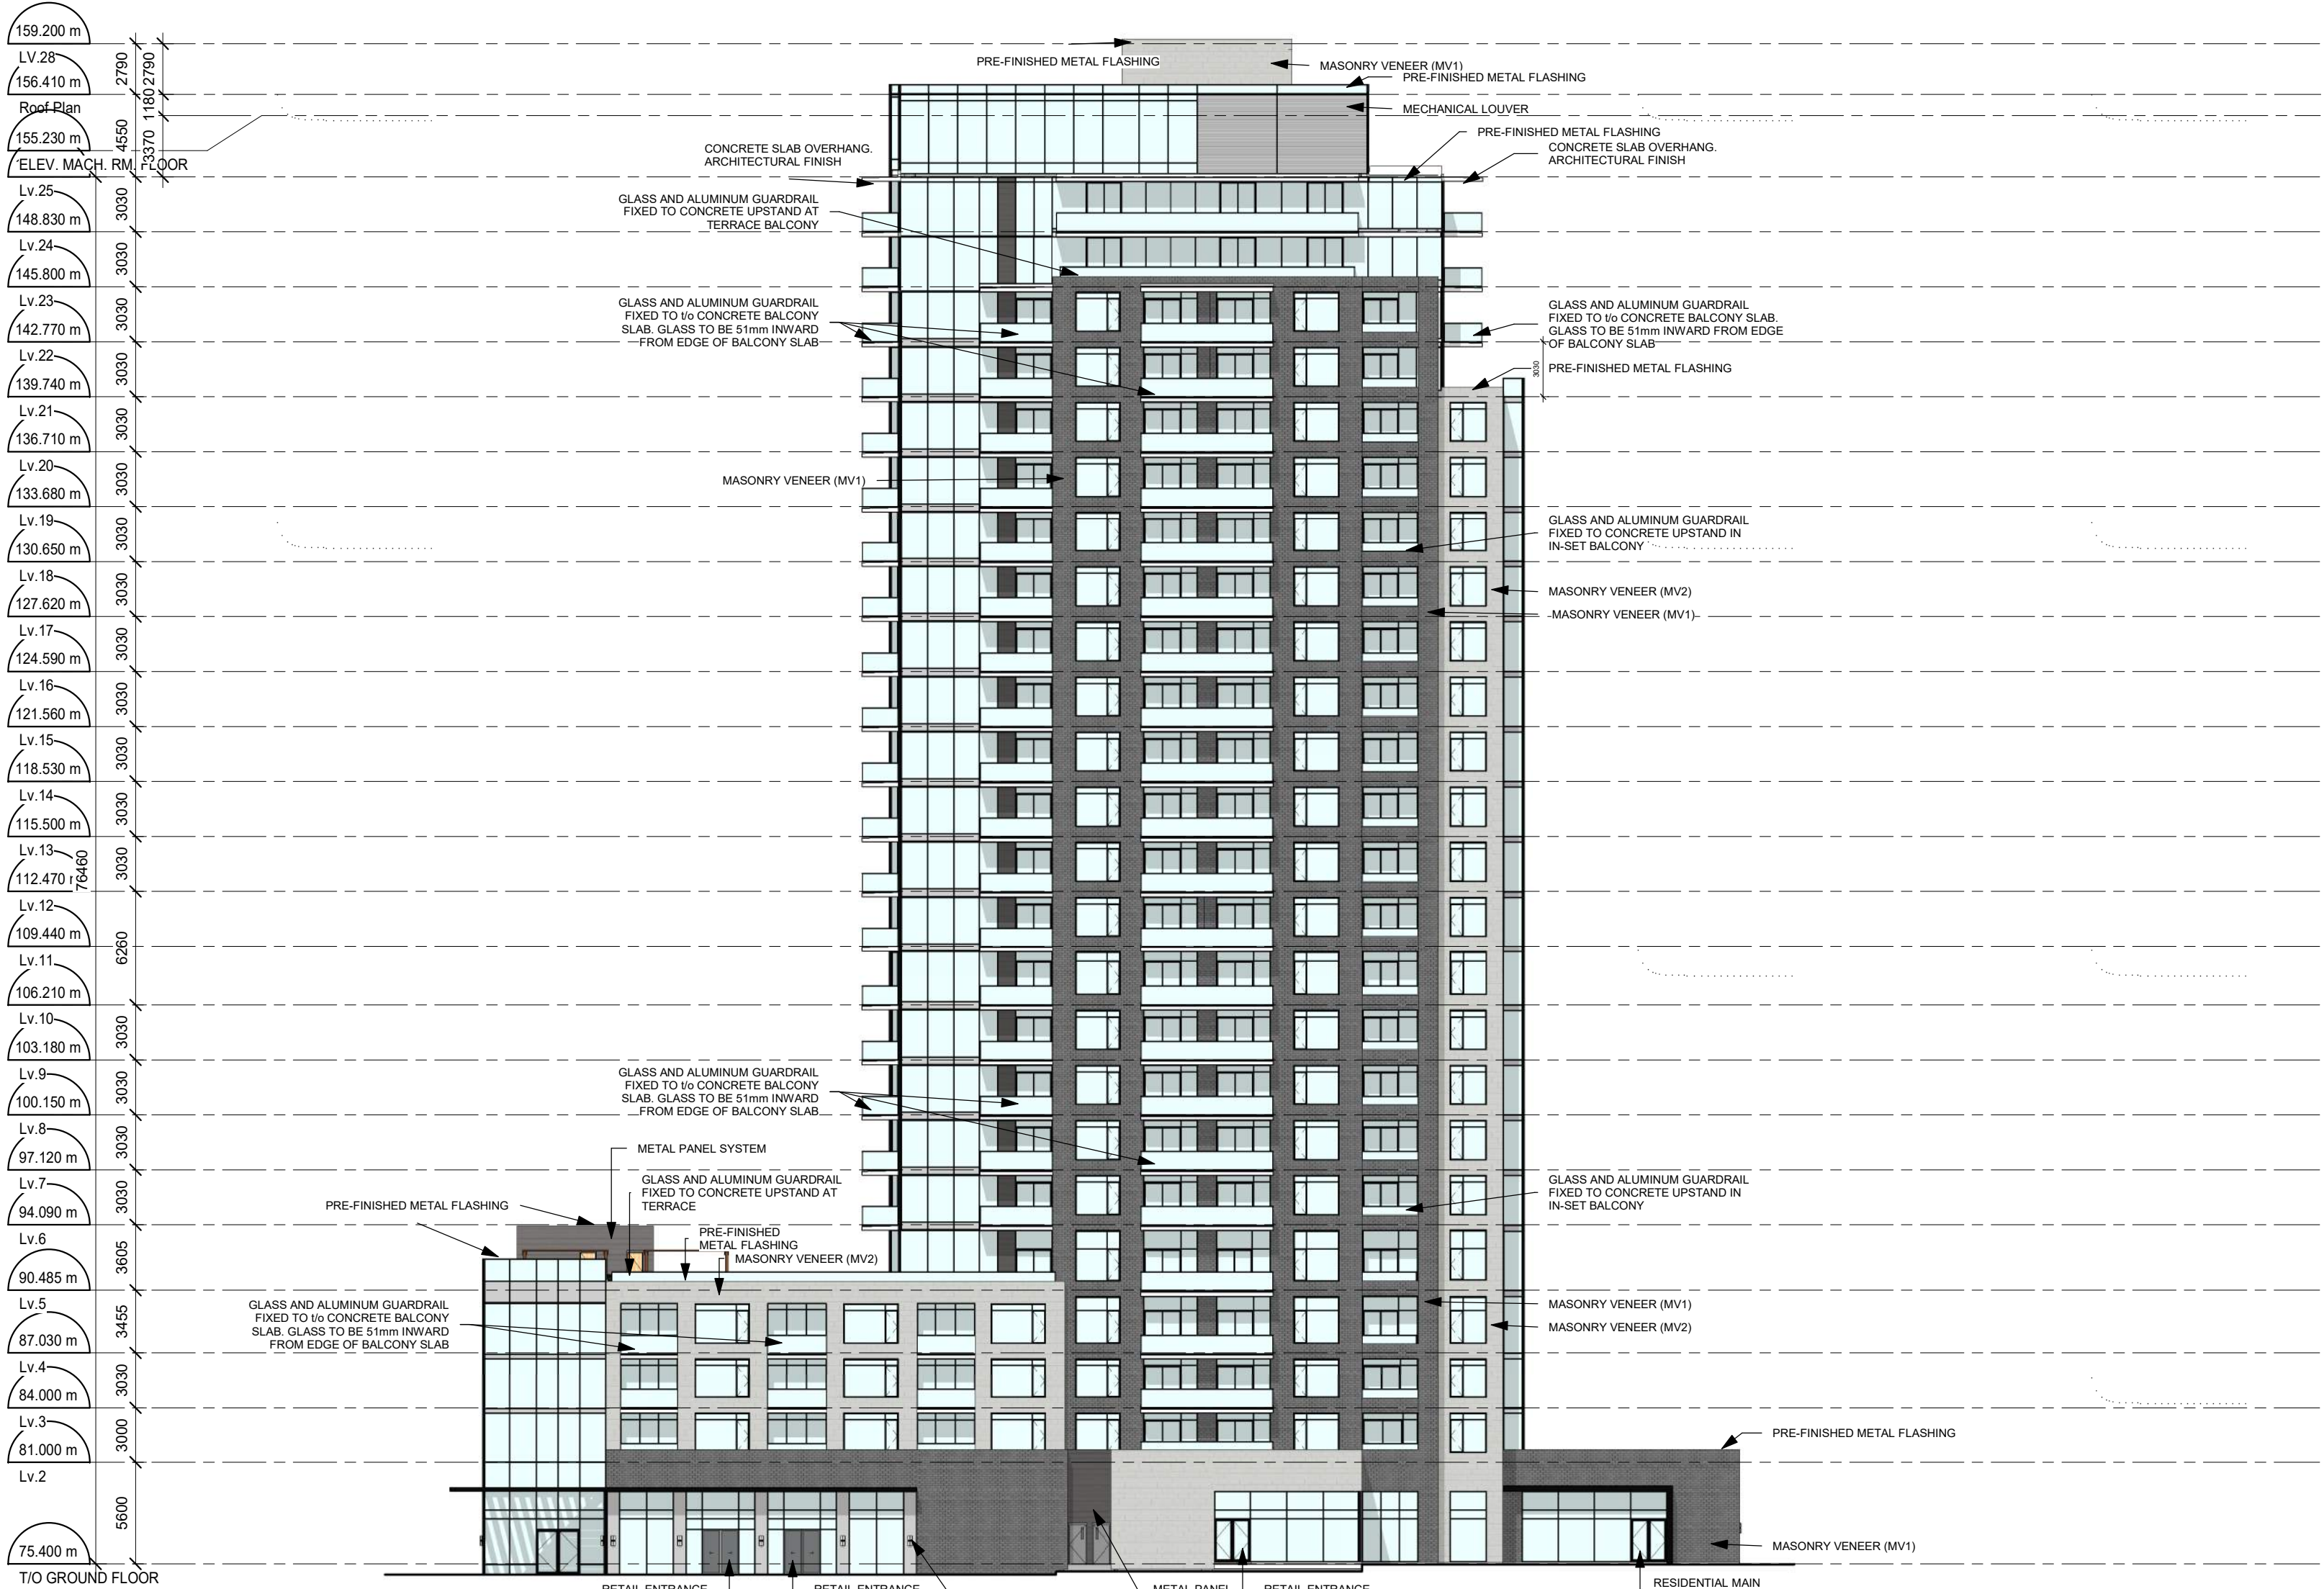 159.200 m
LV.28
156.410 m
Roof Plan
155.230 m
ELEV. MACH. RM. FLOOR
Lv.25
148.830 m
Lv.24
145.800 m
Lv.23
142.770 m
Lv.22
139.740 m
Lv.21
136.710 m
Lv.20
133.680 m
Lv.19
130.650 m
Lv.18
127.620 m
Lv.17
124.590 m
Lv.16
121.560 m
Lv.15
118.530 m
Lv.14
115.500 m
Lv.13
112.470
Lv.12
109.440 m
Lv.11
106.210 m
Lv.10
103.180 m
Lv.9
100.150 m
Lv.8
97.120 m
Lv.7
94.090 m
Lv.6
90.485 m
Lv.5
87.030 m
Lv.4
84.000 m
Lv.3
81.000 m
Lv.2
75.400 m
T/O GROUND FLOOR
76460
2790
4550
3030
3030
3030
3030
3030
3030
3030
3030
3030
3030
3030
3030
3030
6260
3030
3030
3030
3030
3605
3455
3030
3000
5600
2790
1180
3370
PRE-FINISHED METAL FLASHING
MASONRY VENEER (MV1)
PRE-FINISHED METAL FLASHING
MECHANICAL LOUVER
PRE-FINISHED METAL FLASHING
CONCRETE SLAB OVERHANG.
ARCHITECTURAL FINISH
CONCRETE SLAB OVERHANG.
ARCHITECTURAL FINISH
GLASS AND ALUMINUM GUARDRAIL
FIXED TO CONCRETE UPSTAND AT
TERRACE BALCONY
GLASS AND ALUMINUM GUARDRAIL
FIXED TO t/o CONCRETE BALCONY
SLAB. GLASS TO BE 51mm INWARD
FROM EDGE OF BALCONY SLAB
GLASS AND ALUMINUM GUARDRAIL
FIXED TO t/o CONCRETE BALCONY SLAB.
GLASS TO BE 51mm INWARD FROM EDGE
OF BALCONY SLAB
3030
PRE-FINISHED METAL FLASHING
MASONRY VENEER (MV1)
GLASS AND ALUMINUM GUARDRAIL
FIXED TO CONCRETE UPSTAND IN
IN-SET BALCONY
MASONRY VENEER (MV2)
MASONRY VENEER (MV1)
GLASS AND ALUMINUM GUARDRAIL
FIXED TO t/o CONCRETE BALCONY
SLAB. GLASS TO BE 51mm INWARD
FROM EDGE OF BALCONY SLAB
METAL PANEL SYSTEM
GLASS AND ALUMINUM GUARDRAIL
FIXED TO CONCRETE UPSTAND AT
TERRACE
GLASS AND ALUMINUM GUARDRAIL
FIXED TO CONCRETE UPSTAND IN
IN-SET BALCONY
PRE-FINISHED METAL FLASHING
PRE-FINISHED
METAL FLASHING
MASONRY VENEER (MV2)
GLASS AND ALUMINUM GUARDRAIL
FIXED TO t/o CONCRETE BALCONY
SLAB. GLASS TO BE 51mm INWARD
FROM EDGE OF BALCONY SLAB
MASONRY VENEER (MV1)
MASONRY VENEER (MV2)
PRE-FINISHED METAL FLASHING
MASONRY VENEER (MV1)
RETAIL ENTRANCE
RETAIL ENTRANCE
METAL PANEL
RETAIL ENTRANCE
RESIDENTIAL MAIN